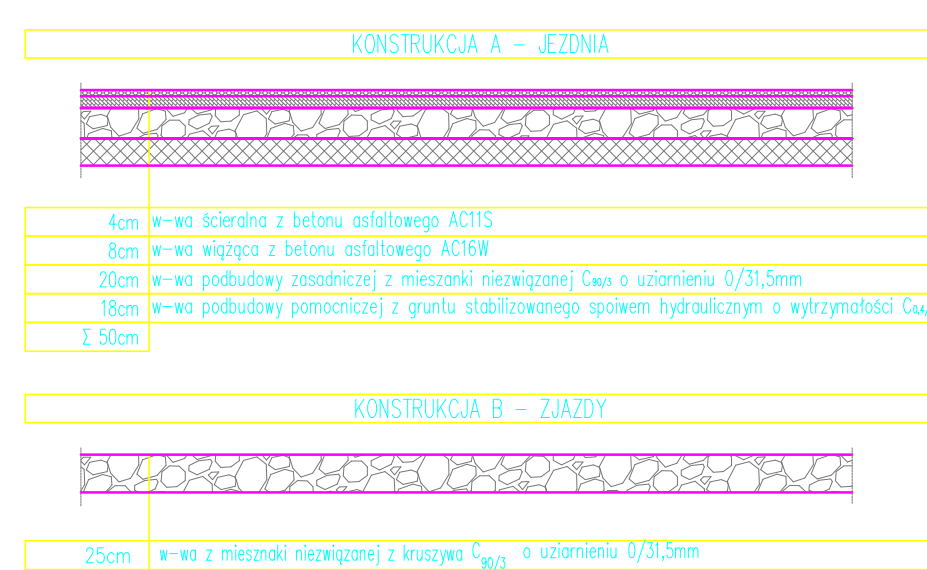 KONSTRUKCJA A - JEZDNIA
4cm w-wa ścieralna z betonu asfaltowego AC11S
8cm w-wa wiążąca z betonu asfaltowego AC16W
20cm w-wa podbudowy zasadniczej z mieszanki niezwiązanej C90/3 o uziarnieniu 0/31,5mm
18cm w-wa podbudowy pomocniczej z gruntu stabilizowanego spoiwem hydraulicznym o wytrzymałości
Σ 50cm
KONSTRUKCJA B - ZJAZDY
25cm w-wa z miesznaki niezwiązanej z kruszywa C90/3 o uziarnieniu 0/31,5mm